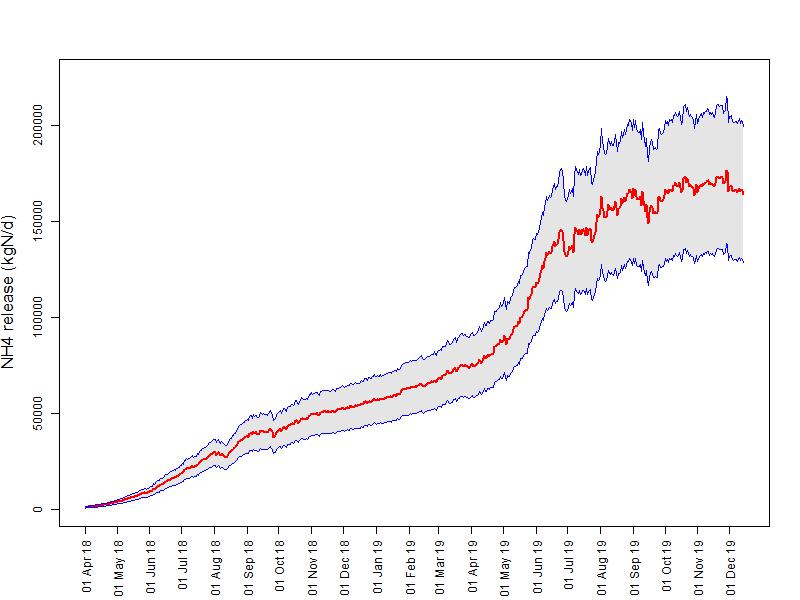 NH4 release (kgN/d)
200000
150000
100000
50000
0
01 Apr 18
01 May 18
01 Jun 18
01 Jul 18
01 Aug 18
01 Sep 18
01 Oct 18
01 Nov 18
01 Dec 18
01 Jan 19
01 Feb 19
01 Mar 19
01 Apr 19
01 May 19
01 Jun 19
01 Jul 19
01 Aug 19
01 Sep 19
01 Oct 19
01 Nov 19
01 Dec 19